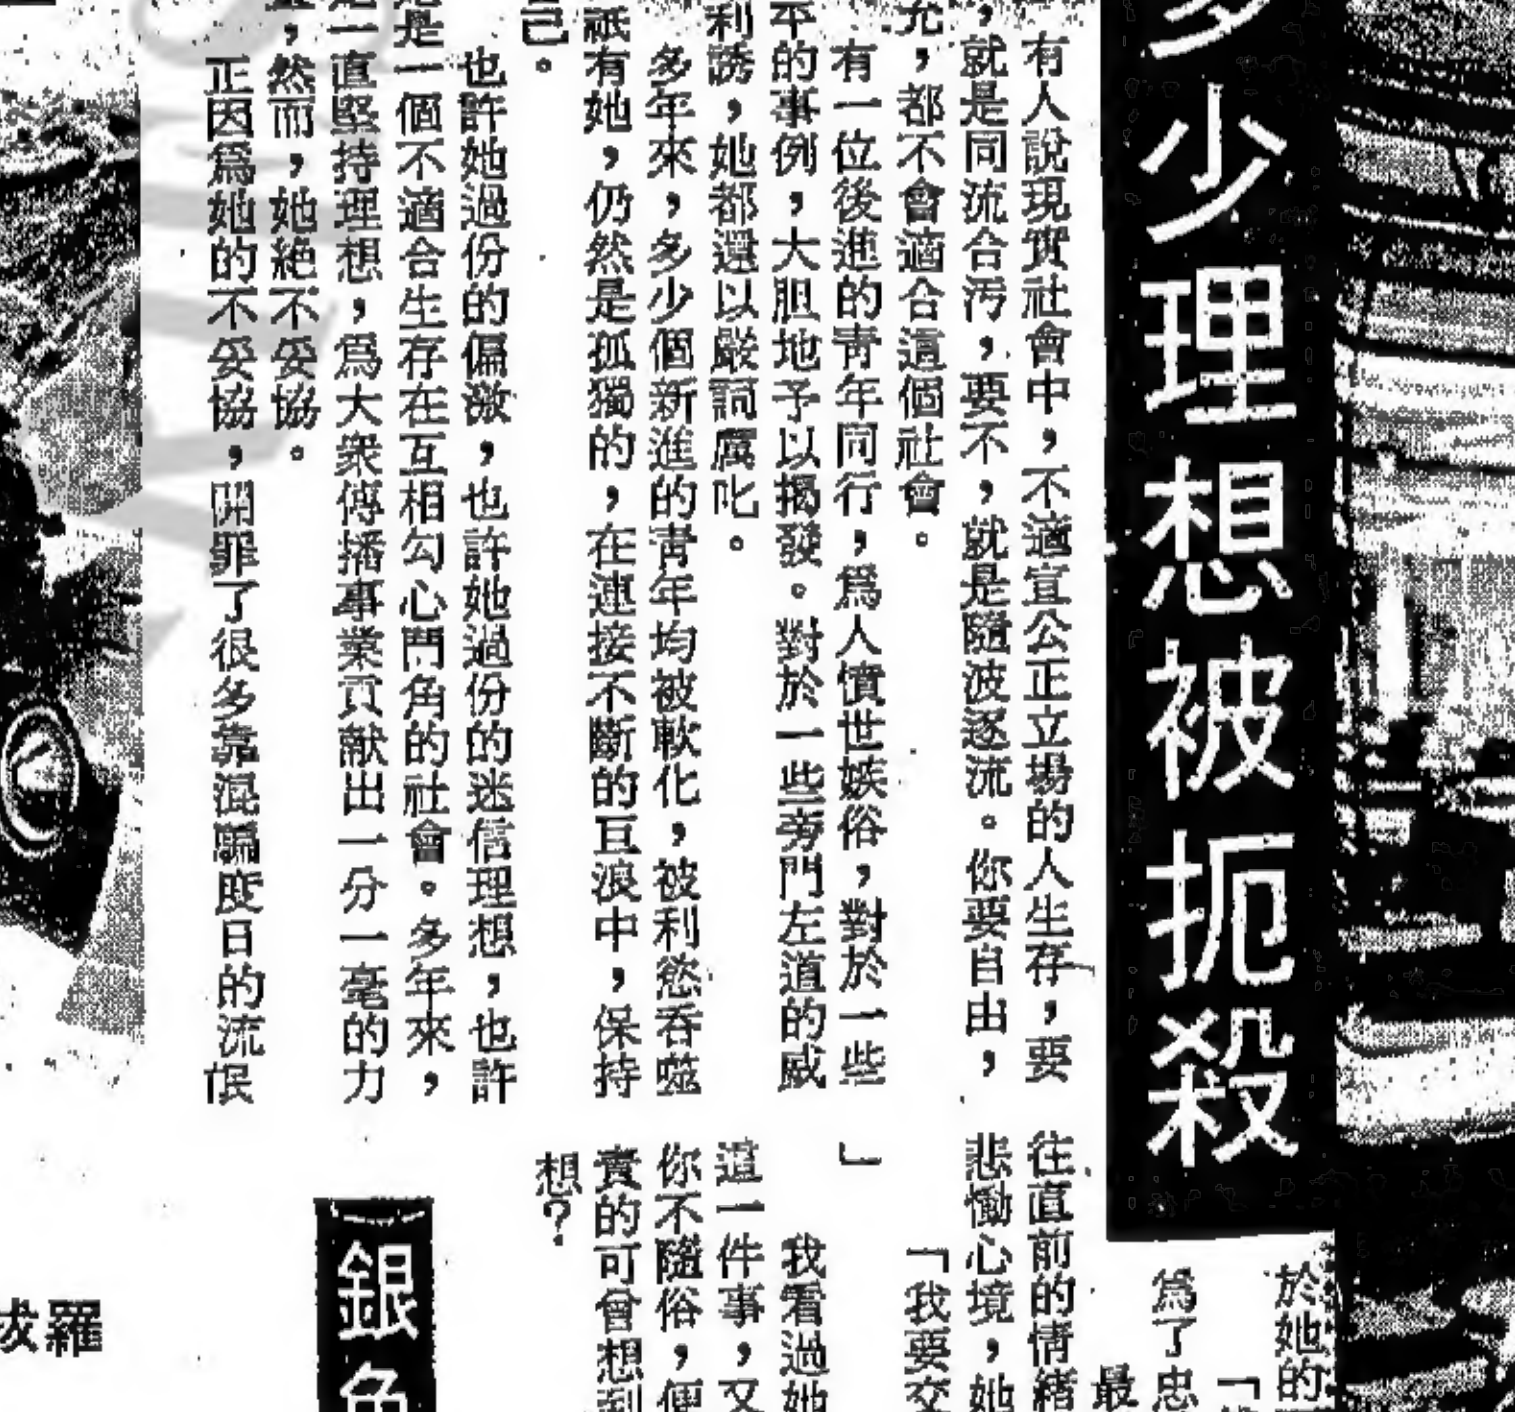 多少理想被扼殺
有人說現實社會中，不適宜公正立場的人生存，要
，就是同流合污，要不，就是隨波逐流。你要自由，
允，都不會適合這個社會。
有一位後進的青年同行，爲人憤世嫉俗，對於一些
平的事例，大胆地予以揭發。對於一些旁門左道的威
利誘，她都還以嚴詞厲叱。
多年來，多少個新進的青年均被軟化，被利慾吞噬
祇有她，仍然是孤獨的，在連接不斷的巨浪中，保持
己。
也許她過份的偏激，也許她過份的迷信理想，也許
是一個不適合生存在互相勾心鬥角的社會。多年來，
一直堅持理想，爲大衆傳播事業貢献出一分一毫的力
，然而，她絕不妥協。
正因爲她的不妥協，開罪了很多靠混騙度日的流氓
於她的
「
爲了忠
最
往直前的情緒
悲慟心境，她
「我要交
」
我看過她
這一件事，又
你不隨俗，便
責的可曾想到
想？
銀色
羅